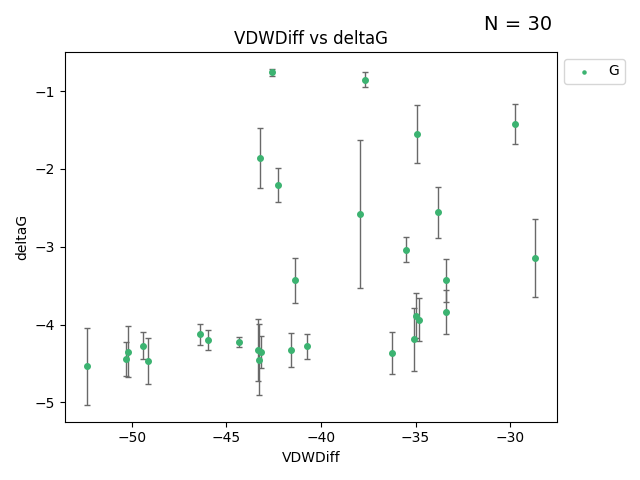 N = 30
VDWDiff vs deltaG
G
deltaG
−1
−2
−3
−4
−5
−50
−45
−40
−35
−30
VDWDiff